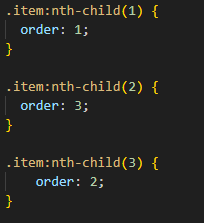 .item:nth-child(1) {
  order: 1;
}

.item:nth-child(2) {
  order: 3;
}

.item:nth-child(3) {
    order: 2;
}